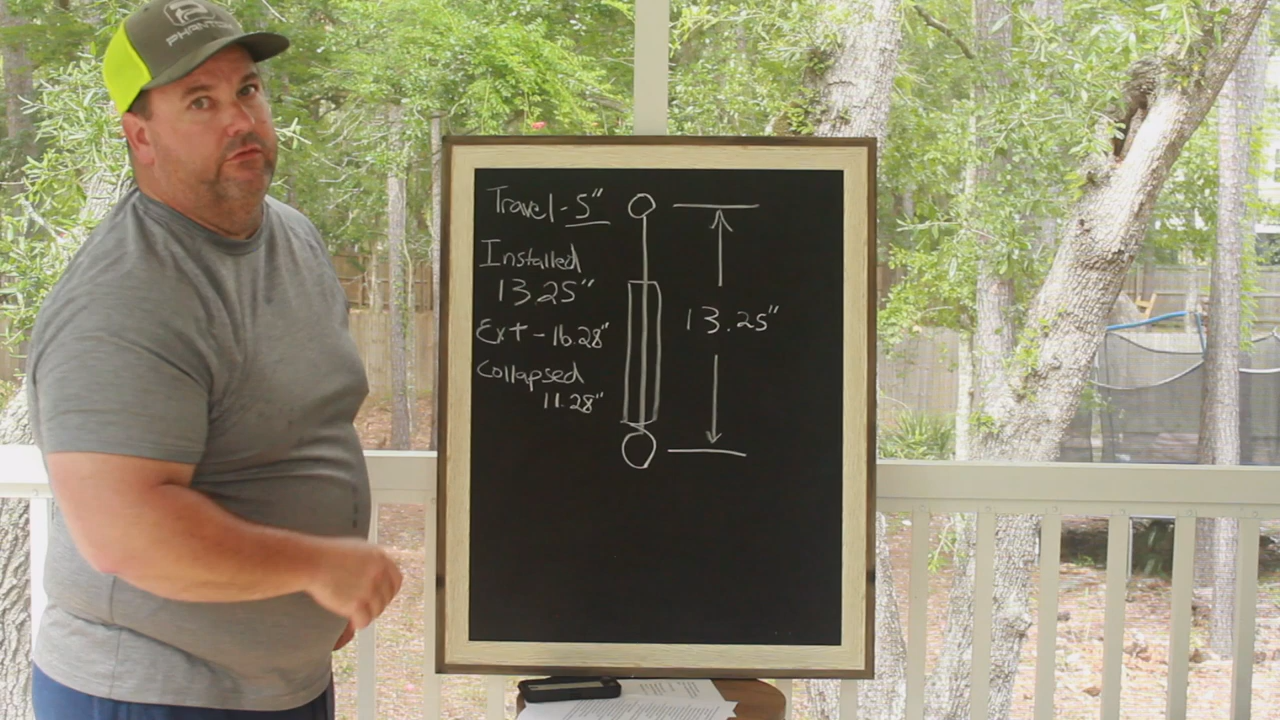 PHANTOM
Travel - 5"
Installed
13.25"
Ext - 16.28"
Collapsed
11.28"
13.25"